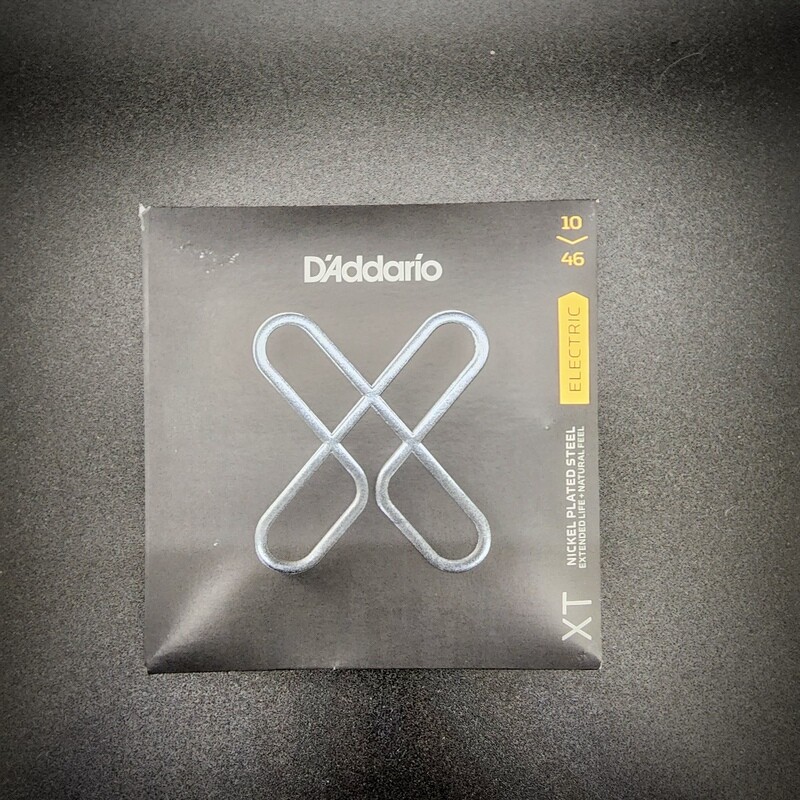 D'Addario
10
46
ELECTRIC
NICKEL PLATED STEEL
EXTENDED LIFE + NATURAL FEEL
XT